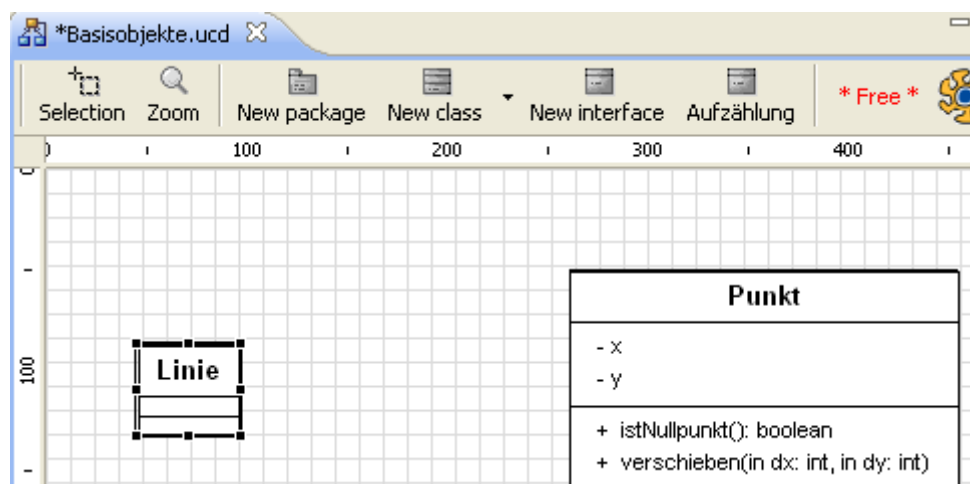 *Basisobjekte.ucd
Selection Zoom New package New class New interface Aufzählung * Free *
0 100 200 300 400
0
Punkt
- x
- y
100
Linie
+ istNullpunkt(): boolean
+ verschieben(in dx: int, in dy: int)